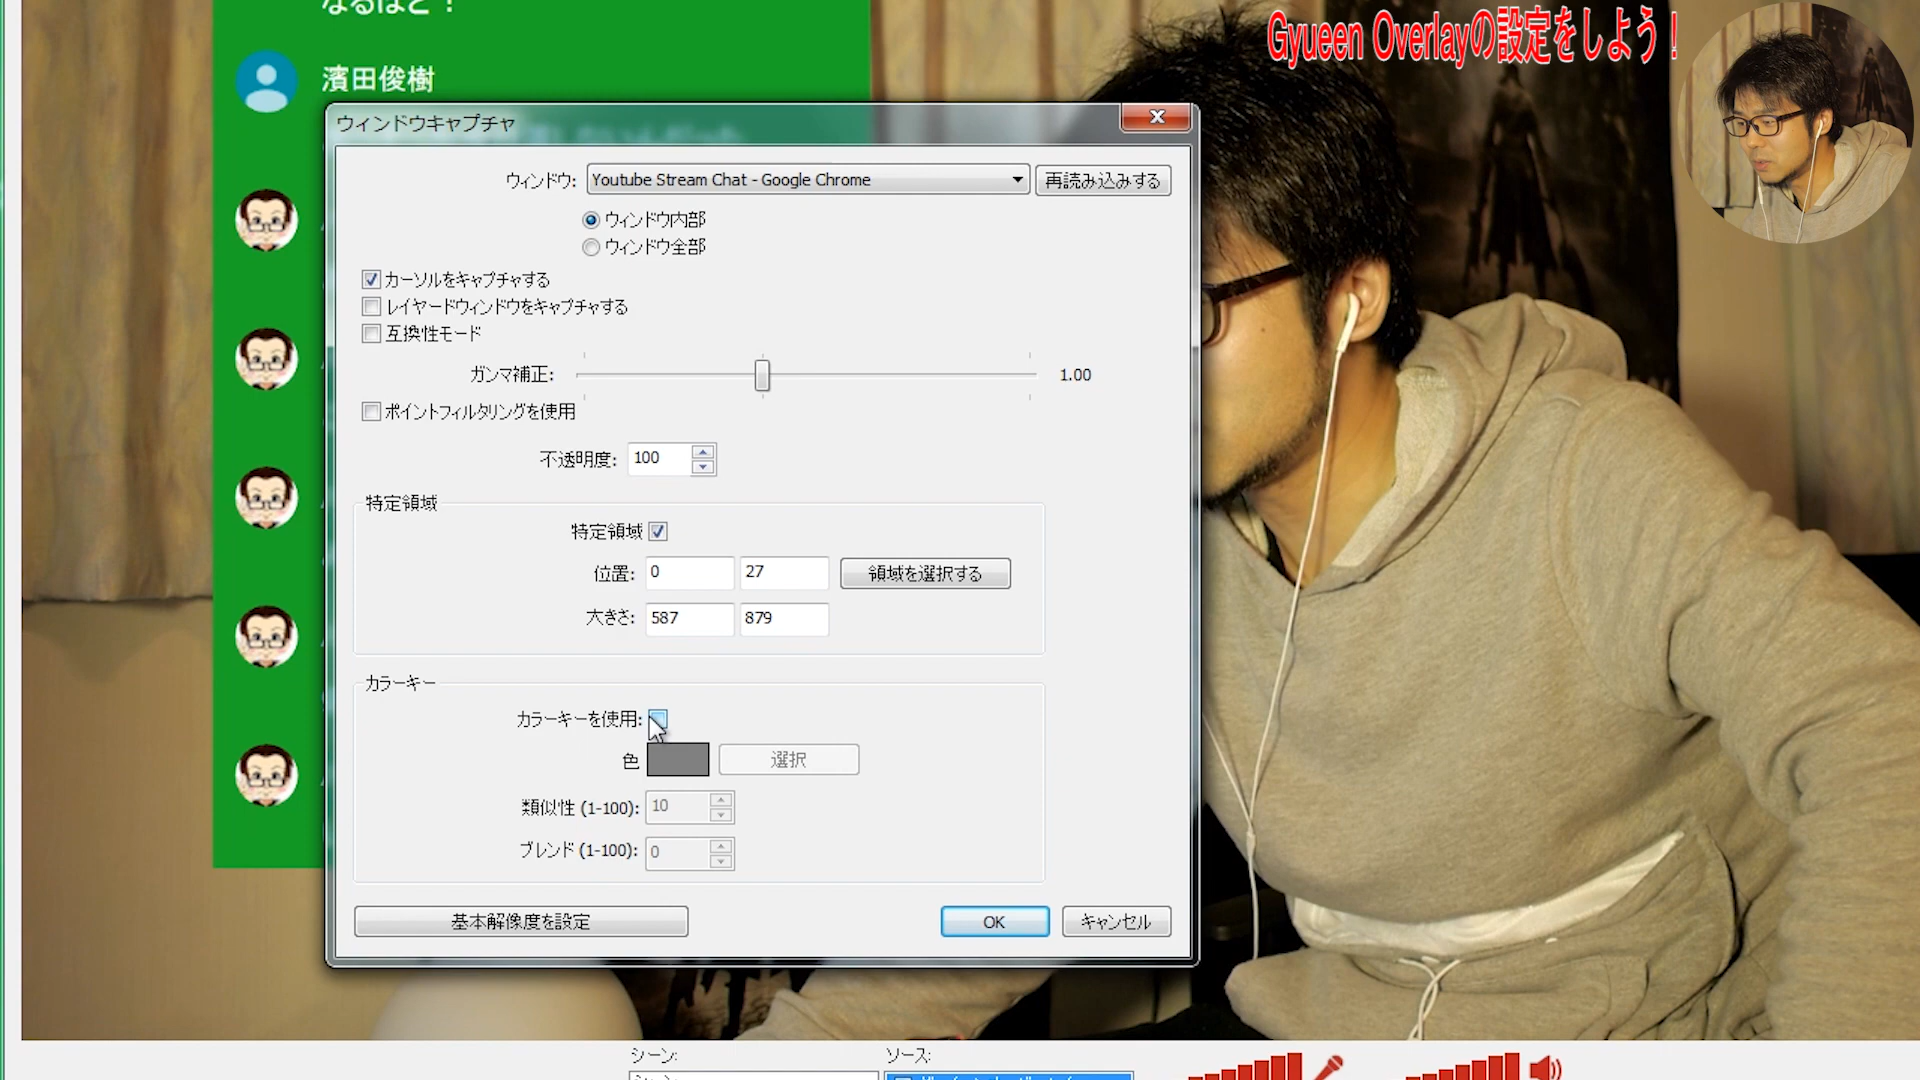 なるほど！
Gyueen Overlayの設定をしよう！
濱田俊樹
ウィンドウキャプチャ
ウィンドウ: Youtube Stream Chat - Google Chrome 再読み込みする
ウィンドウ内部
ウィンドウ全部
カーソルをキャプチャする
レイヤードウィンドウをキャプチャする
互換性モード
ガンマ補正: 1.00
ポイントフィルタリングを使用
不透明度: 100
特定領域
特定領域
位置: 0 27 領域を選択する
大きさ: 587 879
カラーキー
カラーキーを使用:
色 選択
類似性 (1-100): 10
ブレンド (1-100): 0
基本解像度を設定 OK キャンセル
シーン: ソース: